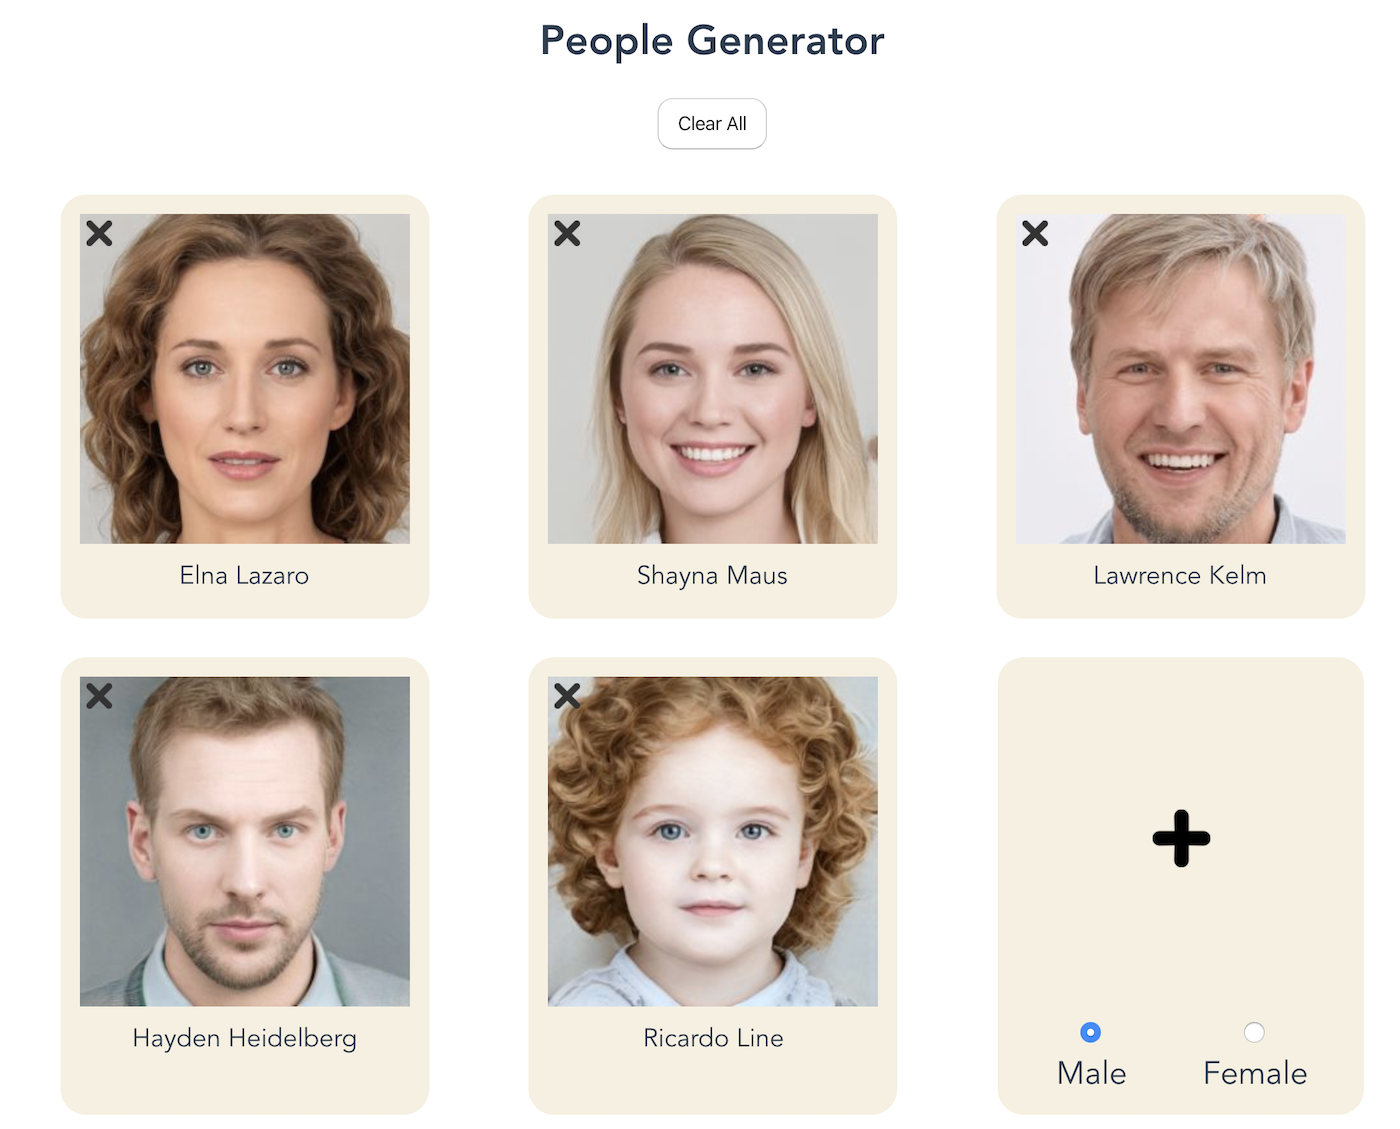 People Generator
Clear All
Elna Lazaro
Shayna Maus
Lawrence Kelm
Hayden Heidelberg
Ricardo Line
Male
Female